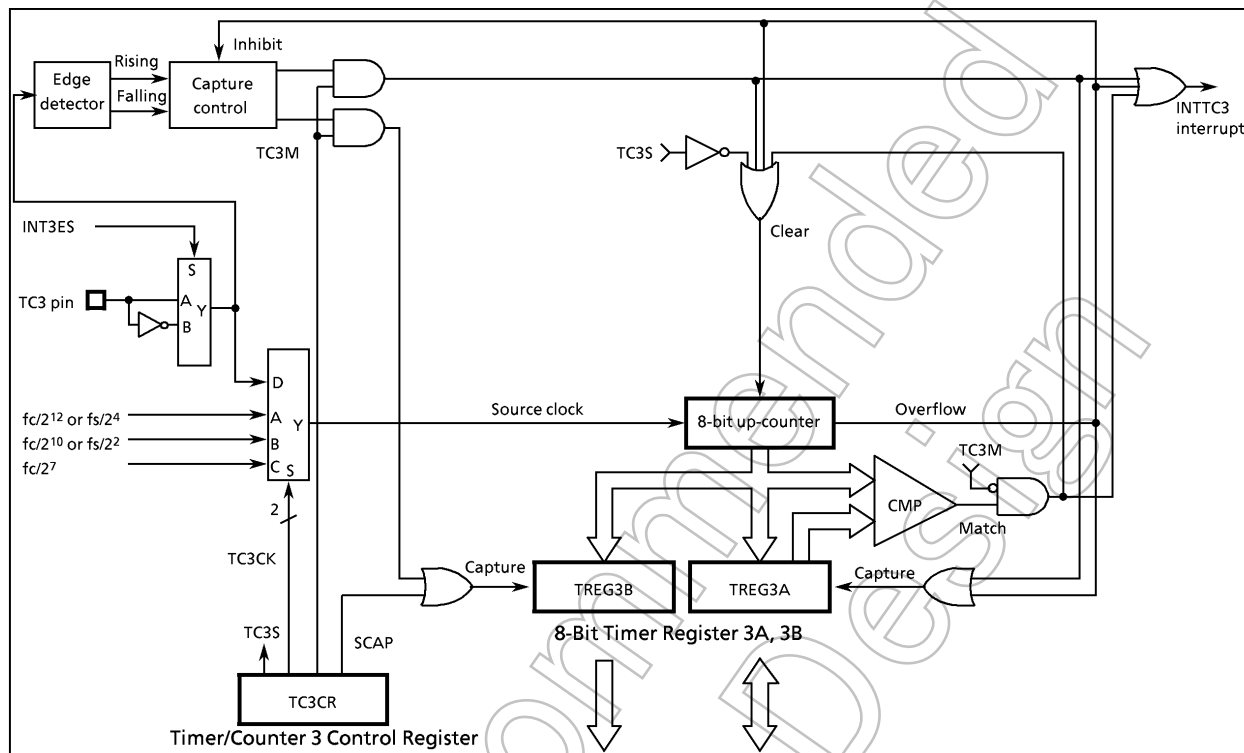 Inhibit
Rising
Edge
detector
Falling
Capture
control
INTTC3
interrupt
TC3M
TC3S
Clear
INT3ES
S
A
Y
B
TC3 pin
D
fc/2¹² or fs/2⁴
A
Y
fc/2¹⁰ or fs/2²
B
fc/2⁷
C
S
Source clock
8-bit up-counter
Overflow
TC3M
CMP
Match
2
TC3CK
Capture
TREG3B
TREG3A
Capture
8-Bit Timer Register 3A, 3B
TC3S
SCAP
TC3CR
Timer/Counter 3 Control Register
ommended
Design